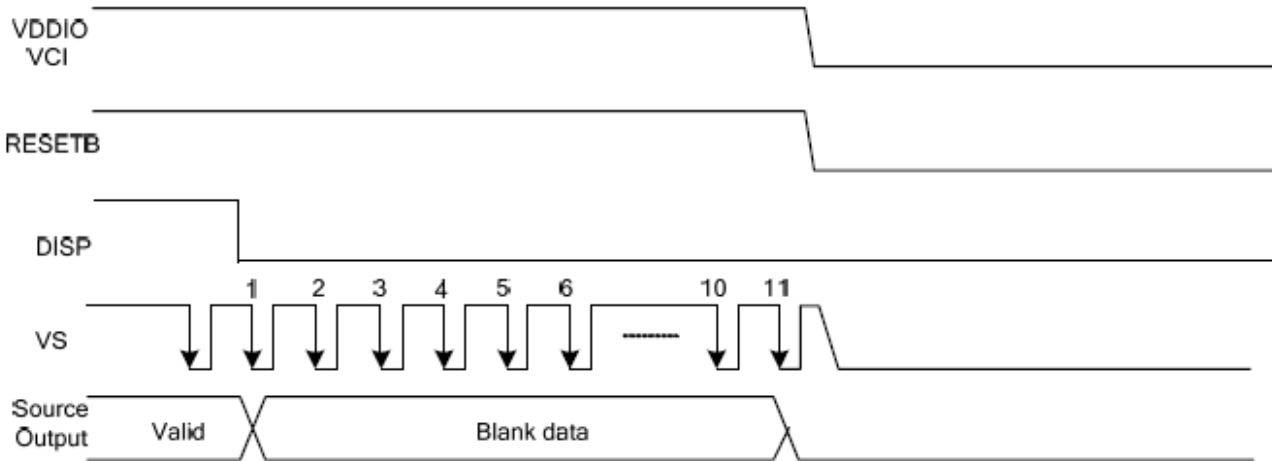 VDDIO
VCI
RESETB
DISP
1 2 3 4 5 6 10 11
VS
Source
Output
Valid
Blank data